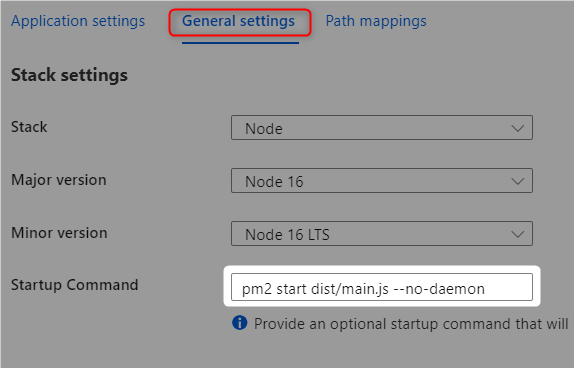 Application settings General settings Path mappings
Stack settings
Stack Node
Major version Node 16
Minor version Node 16 LTS
Startup Command pm2 start dist/main.js --no-daemon
Provide an optional startup command that will